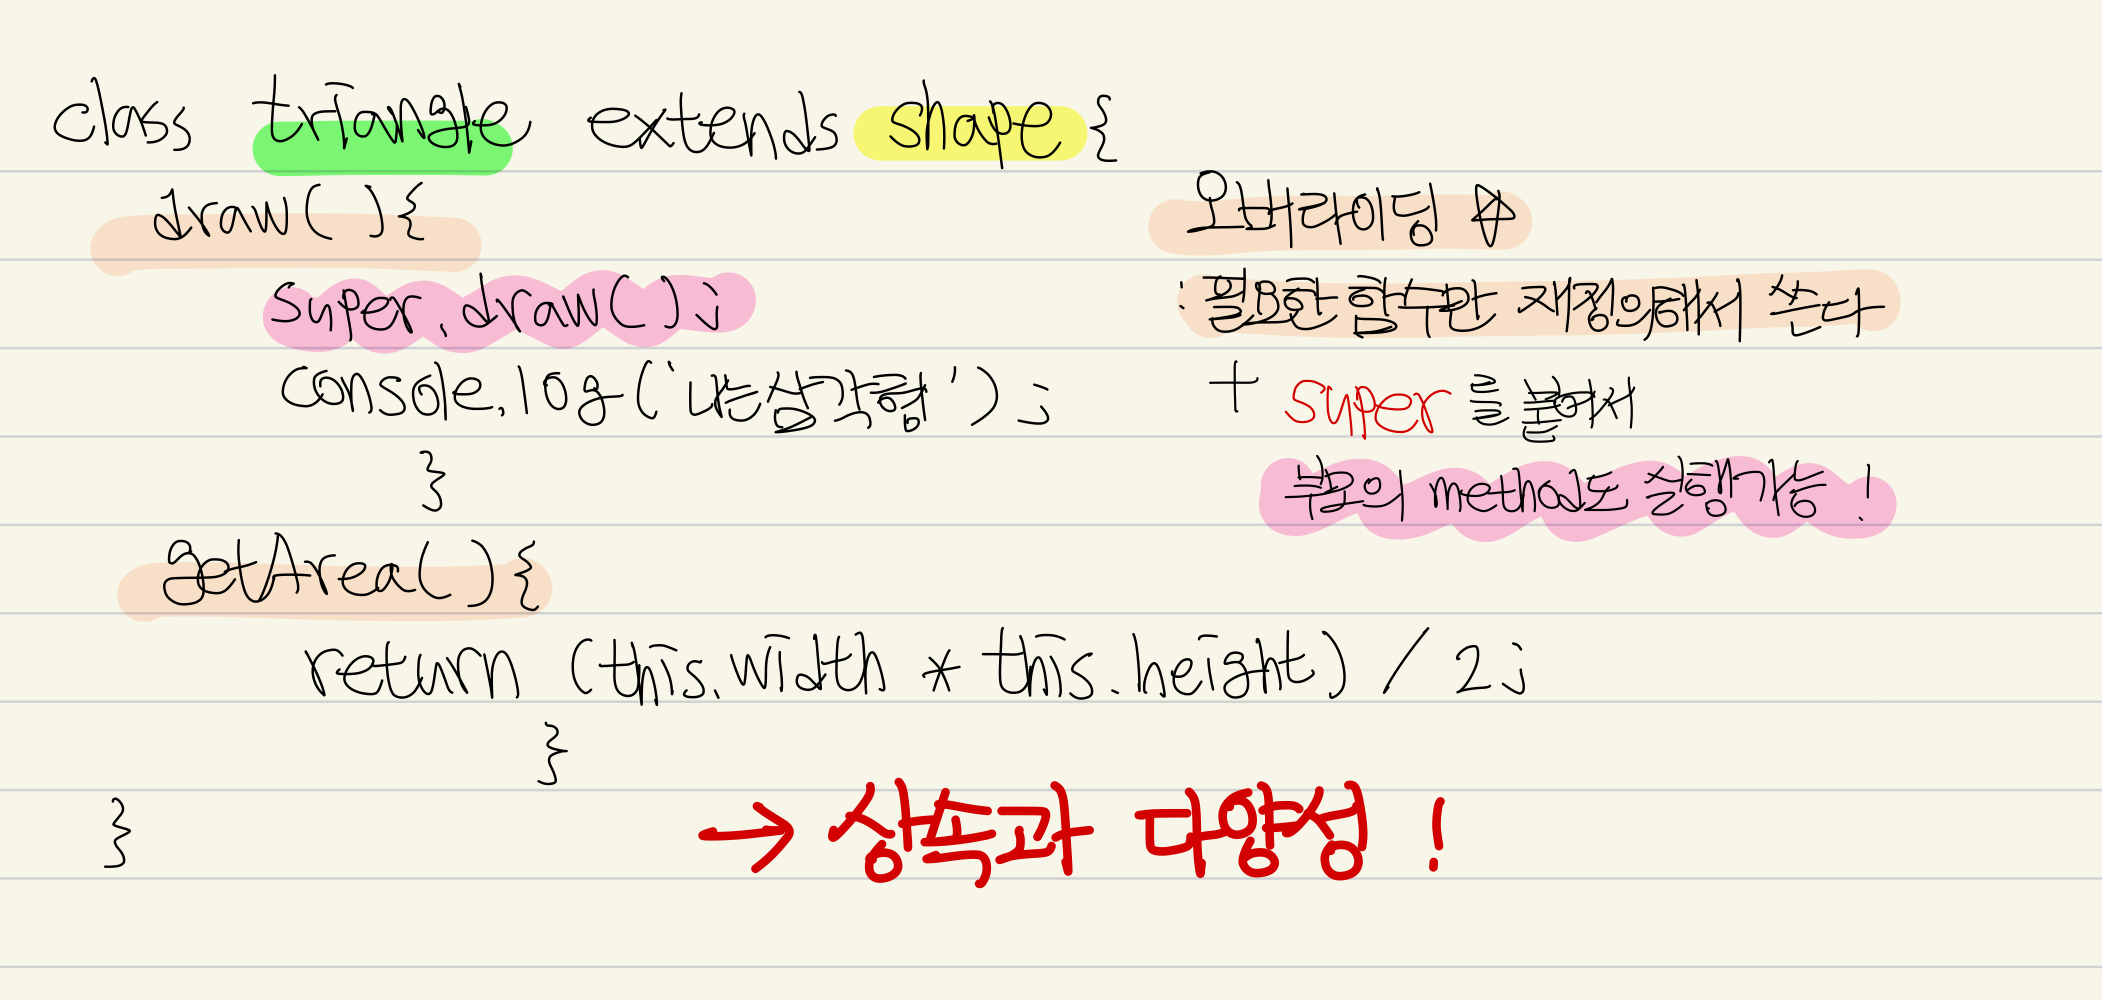 class triangle extends shape {
draw(){
super.draw();
console.log('나는삼각형');
}
getArea(){
return (this.width * this.height) / 2;
}
}
오버라이딩 ☆
: 필요한 함수만 재정의해서 쓴다
+ super를 붙여서
부모의 method도 실행가능!
→ 상속과 다양성!